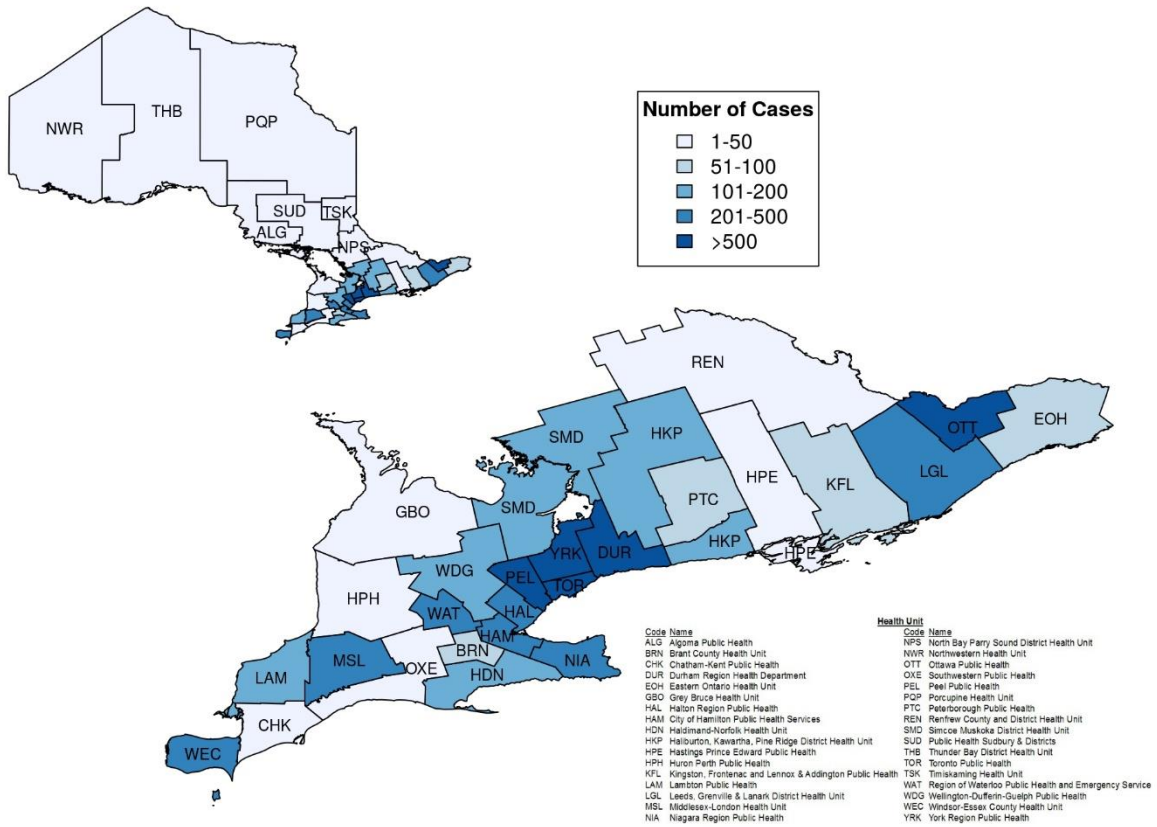 Number of Cases
1-50
51-100
101-200
201-500
>500
NWR
THB
PQP
SUD
TSK
ALG
NPS
REN
SMD
HKP
OTT
EOH
HPE
KFL
LGL
PTC
GBO
SMD
YRK
DUR
HKP
HPE
WDG
PEL
TOR
HPH
WAT
HAL
HAM
MSL
OXE
BRN
NIA
LAM
HDN
CHK
WEC
Health Unit
Code Name
ALG Algoma Public Health
BRN Brant County Health Unit
CHK Chatham-Kent Public Health
DUR Durham Region Health Department
EOH Eastern Ontario Health Unit
GBO Grey Bruce Health Unit
HAL Halton Region Public Health
HAM City of Hamilton Public Health Services
HDN Haldimand-Norfolk Health Unit
HKP Haliburton, Kawartha, Pine Ridge District Health Unit
HPE Hastings Prince Edward Public Health
HPH Huron Perth Public Health
KFL Kingston, Frontenac and Lennox & Addington Public Health
LAM Lambton Public Health
LGL Leeds, Grenville & Lanark District Health Unit
MSL Middlesex-London Health Unit
NIA Niagara Region Public Health
Code Name
NPS North Bay Parry Sound District Health Unit
NWR Northwestern Health Unit
OTT Ottawa Public Health
OXE Southwestern Public Health
PEL Peel Public Health
PQP Porcupine Health Unit
PTC Peterborough Public Health
REN Renfrew County and District Health Unit
SMD Simcoe Muskoka District Health Unit
SUD Public Health Sudbury & Districts
THB Thunder Bay District Health Unit
TOR Toronto Public Health
TSK Timiskaming Health Unit
WAT Region of Waterloo Public Health and Emergency Service
WDG Wellington-Dufferin-Guelph Public Health
WEC Windsor-Essex County Health Unit
YRK York Region Public Health